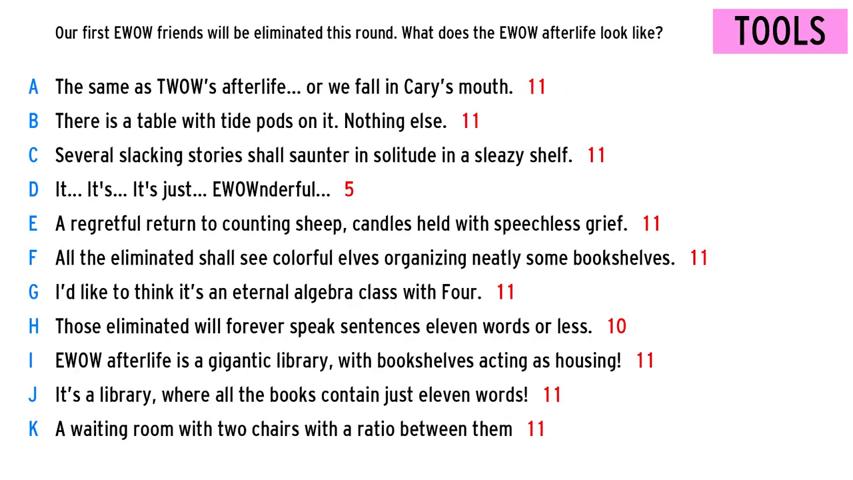 Our first EWOW friends will be eliminated this round. What does the EWOW afterlife look like?
TOOLS
A The same as TWOW’s afterlife... or we fall in Cary’s mouth. 11
B There is a table with tide pods on it. Nothing else. 11
C Several slacking stories shall saunter in solitude in a sleazy shelf. 11
D It... It's... It's just... EWOWnderful... 5
E A regretful return to counting sheep, candles held with speechless grief. 11
F All the eliminated shall see colorful elves organizing neatly some bookshelves. 11
G I’d like to think it’s an eternal algebra class with Four. 11
H Those eliminated will forever speak sentences eleven words or less. 10
I EWOW afterlife is a gigantic library, with bookshelves acting as housing! 11
J It’s a library, where all the books contain just eleven words! 11
K A waiting room with two chairs with a ratio between them 11